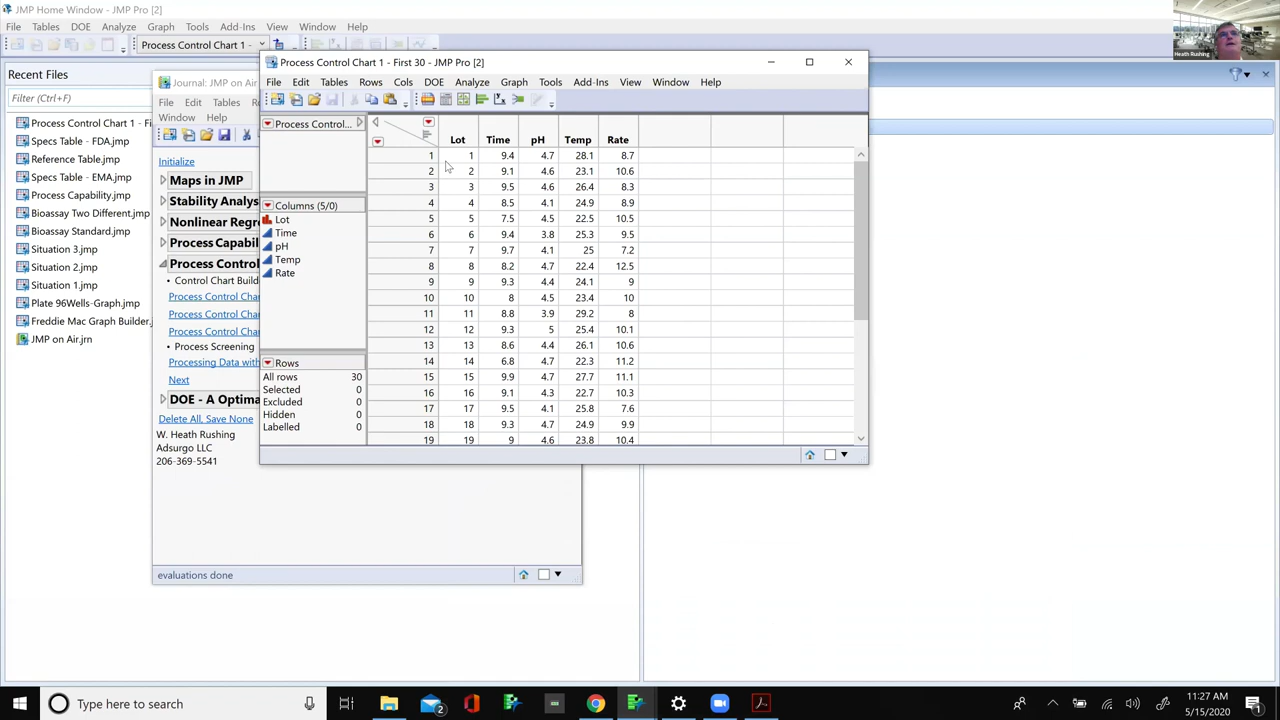 JMP Home Window - JMP Pro [2]
File Tables DOE Analyze Graph Tools Add-Ins View Window Help
Process Control Chart 1 -
Recent Files
Filter (Ctrl+F)
Process Control Chart 1 - Fi
Specs Table - FDA.jmp
Reference Table.jmp
Specs Table - EMA.jmp
Process Capability.jmp
Bioassay Two Different.jmp
Bioassay Standard.jmp
Situation 3.jmp
Situation 2.jmp
Situation 1.jmp
Plate 96Wells-Graph.jmp
Freddie Mac Graph Builder.
JMP on Air.jrn
Journal: JMP on Air
File Edit Tables
Window Help
Initialize
Maps in JMP
Stability Analys
Nonlinear Regr
Process Capabil
Process Control
• Control Chart Builde
Process Control Char
Process Control Char
Process Control Char
• Process Screening
Processing Data with
Next
DOE - A Optima
Delete All, Save None
W. Heath Rushing
Adsurgo LLC
206-369-5541
evaluations done
Process Control Chart 1 - First 30 - JMP Pro [2]
File Edit Tables Rows Cols DOE Analyze Graph Tools Add-Ins View Window Help
Process Control...
Columns (5/0)
Lot
Time
pH
Temp
Rate
Rows
All rows 30
Selected 0
Excluded 0
Hidden 0
Labelled 0
Lot Time pH Temp Rate
1 1 9.4 4.7 28.1 8.7
2 2 9.1 4.6 23.1 10.6
3 3 9.5 4.6 26.4 8.3
4 4 8.5 4.1 24.9 8.9
5 5 7.5 4.5 22.5 10.5
6 6 9.4 3.8 25.3 9.5
7 7 9.7 4.1 25 7.2
8 8 8.2 4.7 22.4 12.5
9 9 9.3 4.4 24.1 9
10 10 8 4.5 23.4 10
11 11 8.8 3.9 29.2 8
12 12 9.3 5 25.4 10.1
13 13 8.6 4.4 26.1 10.6
14 14 6.8 4.7 22.3 11.2
15 15 9.9 4.7 27.7 11.1
16 16 9.1 4.3 22.7 10.3
17 17 9.5 4.1 25.8 7.6
18 18 9.3 4.7 24.9 9.9
19 19 9 4.6 23.8 10.4
Heath Rushing
Type here to search
2
11:27 AM
5/15/2020
1